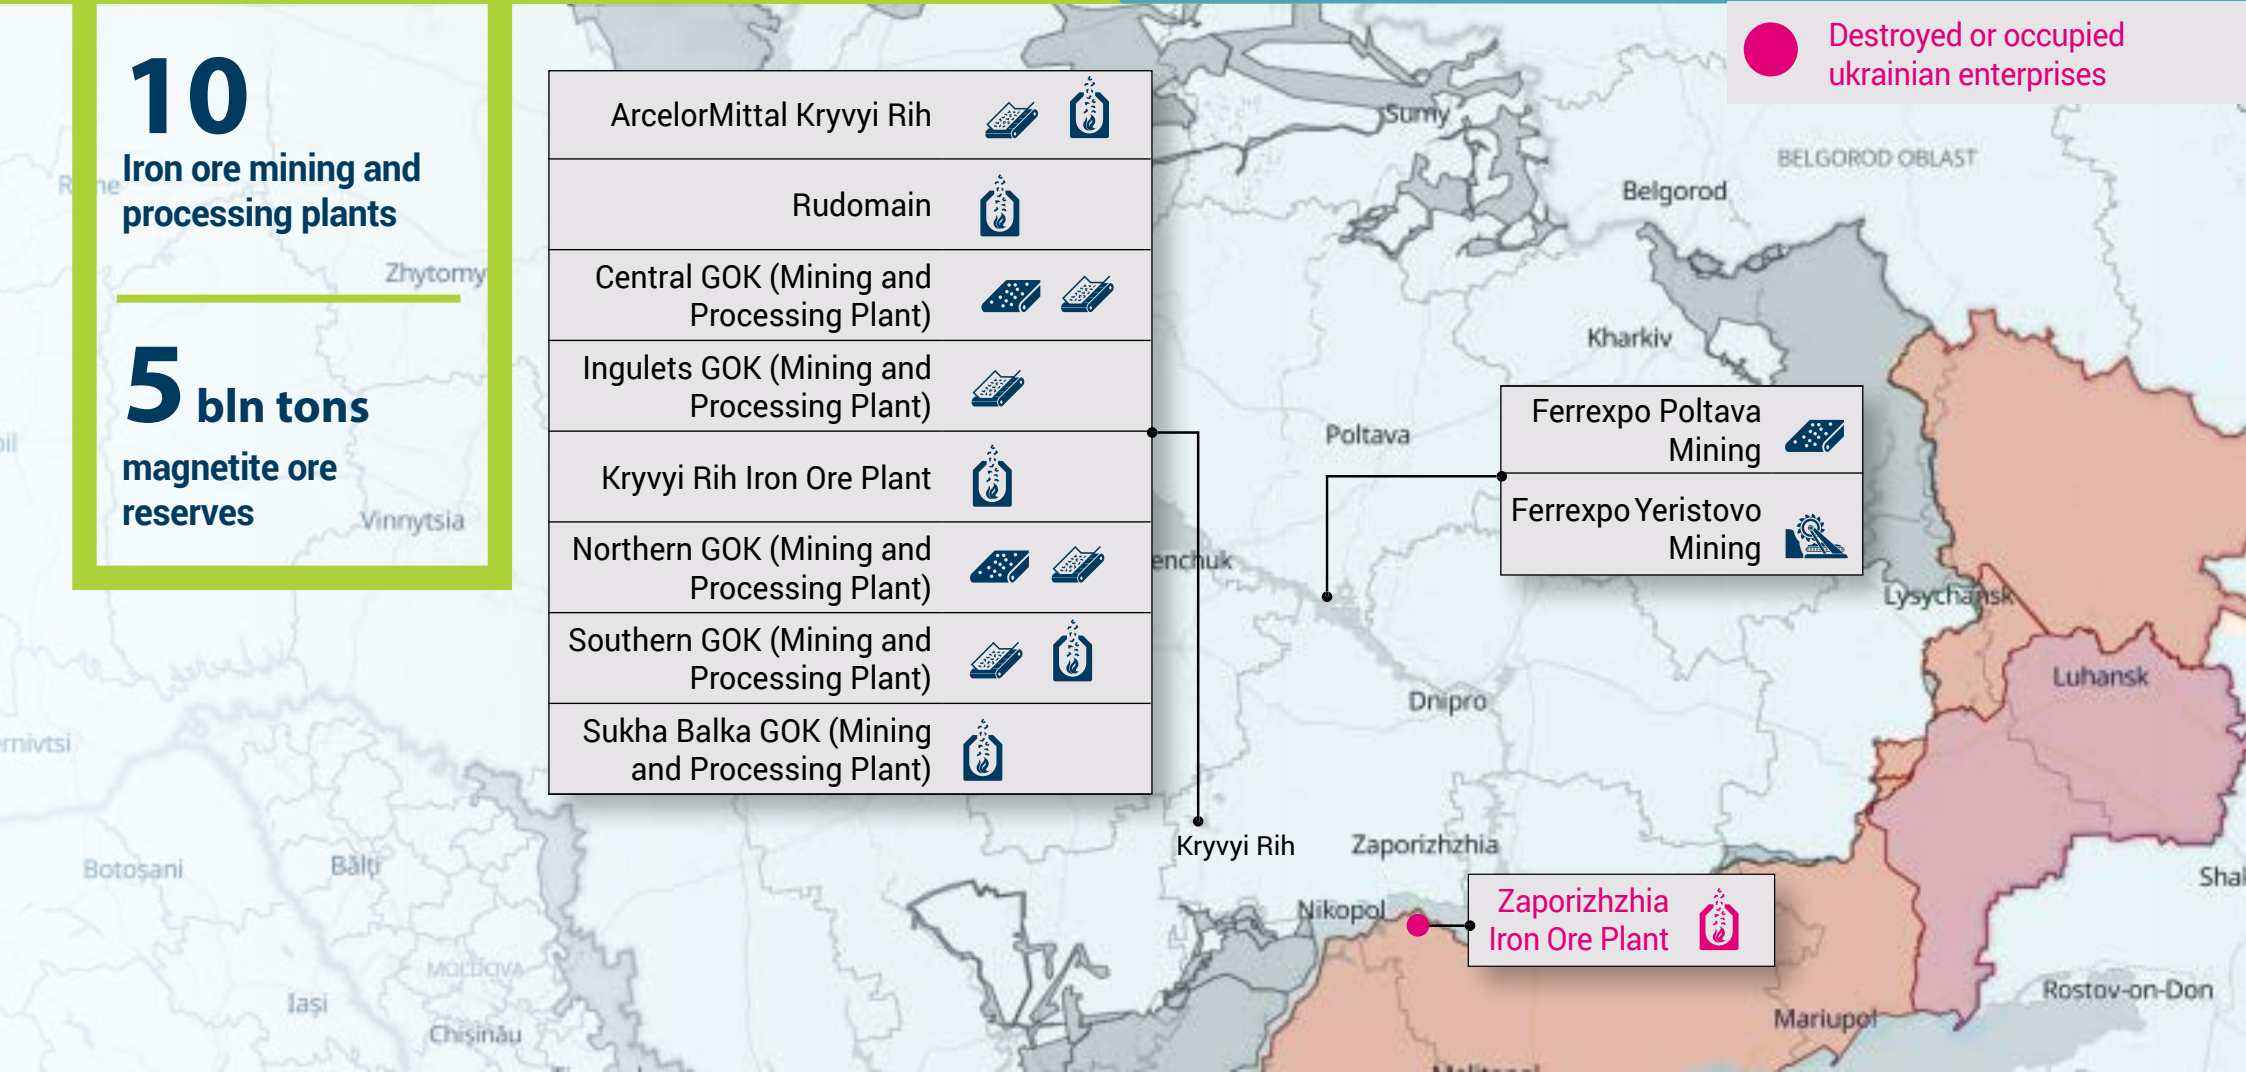 10
Iron ore mining and
processing plants
5 bln tons
magnetite ore
reserves
ArcelorMittal Kryvyi Rih
Rudomain
Central GOK (Mining and
Processing Plant)
Ingulets GOK (Mining and
Processing Plant)
Kryvyi Rih Iron Ore Plant
Northern GOK (Mining and
Processing Plant)
Southern GOK (Mining and
Processing Plant)
Sukha Balka GOK (Mining
and Processing Plant)
Destroyed or occupied
ukrainian enterprises
Ferrexpo Poltava
Mining
Ferrexpo Yeristovo
Mining
Zaporizhzhia
Iron Ore Plant
Sumy
BELGOROD OBLAST
Belgorod
Zhytomy
Kharkiv
Poltava
Vinnytsia
enchuk
Lysychansk
Luhansk
Dnipro
rnivtsi
Kryvyi Rih
Zaporizhzhia
Botoșani
Bălți
Shal
Nikopol
MOLDOVA
Iași
Rostov-on-Don
Mariupol
Chișinău